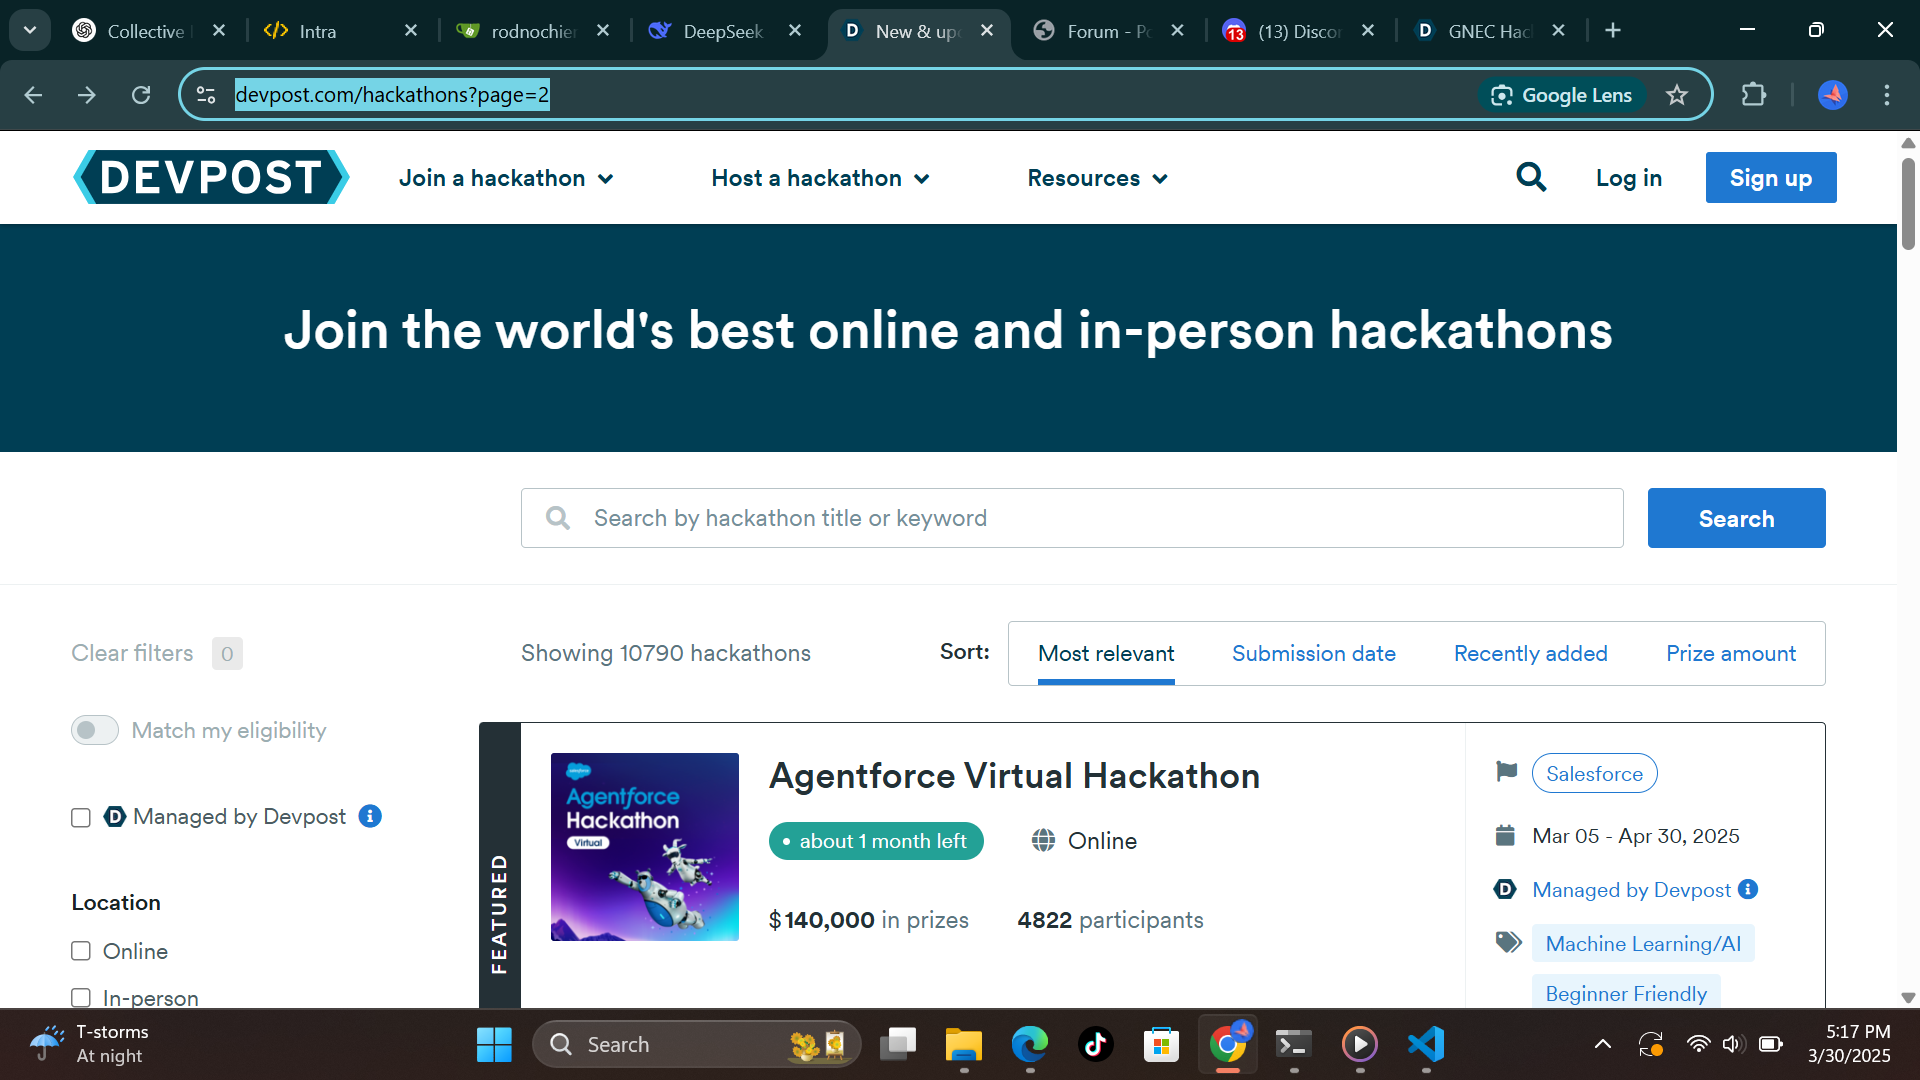 Collective
Intra
rodnochier
DeepSeek
New & upc
Forum - Po
(13) Discor
GNEC Hac
devpost.com/hackathons?page=2
Google Lens
DEVPOST
Join a hackathon
Host a hackathon
Resources
Log in
Sign up
Join the world's best online and in-person hackathons
Search by hackathon title or keyword
Search
Clear filters 0
Showing 10790 hackathons
Sort:
Most relevant
Submission date
Recently added
Prize amount
Match my eligibility
Managed by Devpost
Location
Online
In-person
FEATURED
salesforce
Agentforce
Hackathon
Virtual
Agentforce Virtual Hackathon
about 1 month left
Online
$140,000 in prizes
4822 participants
Salesforce
Mar 05 - Apr 30, 2025
Managed by Devpost
Machine Learning/AI
Beginner Friendly
T-storms
At night
Search
5:17 PM
3/30/2025